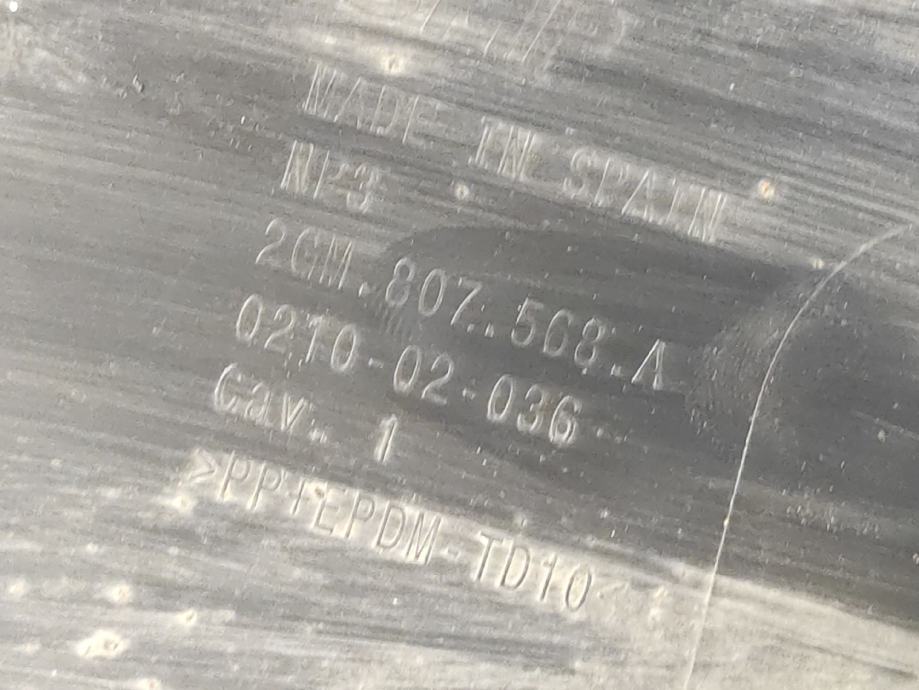 MADE IN SPAIN
NP3
2GM.807.568.A
0210-02-036
Cav. 1
>PP+EPDM-TD10<